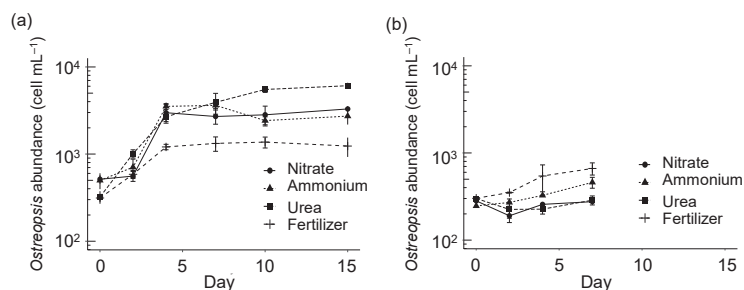 (a)
Ostreopsis abundance (cell mL⁻¹)
10⁴
10³
10²
Nitrate
Ammonium
Urea
Fertilizer
0 5 10 15
Day
(b)
Ostreopsis abundance (cell mL⁻¹)
10⁴
10³
10²
Nitrate
Ammonium
Urea
Fertilizer
0 5 10 15
Day